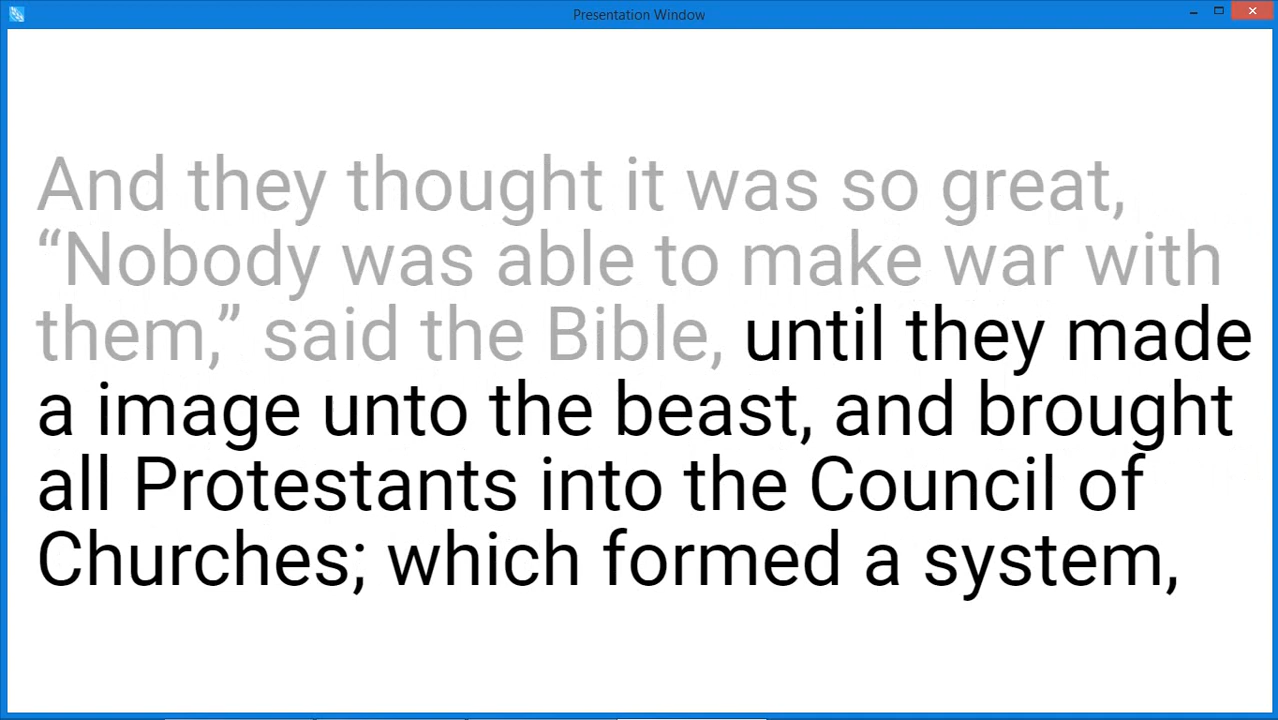 Presentation Window
And they thought it was so great,
“Nobody was able to make war with
them,” said the Bible, until they made
a image unto the beast, and brought
all Protestants into the Council of
Churches; which formed a system,